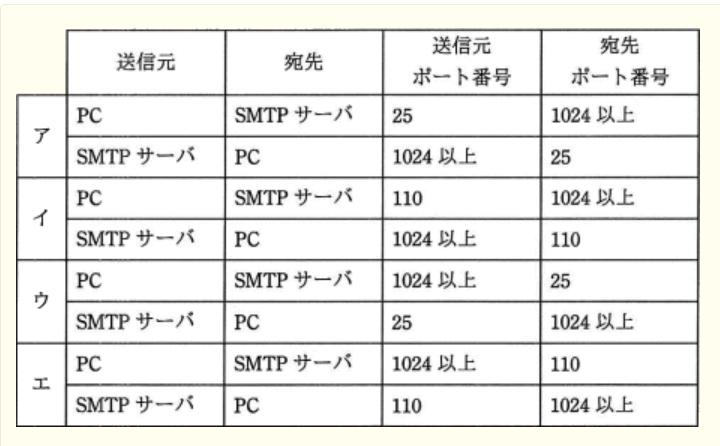 送信元 宛先 送信元ポート番号 宛先ポート番号
ア PC SMTP サーバ 25 1024 以上
SMTP サーバ PC 1024 以上 25
イ PC SMTP サーバ 110 1024 以上
SMTP サーバ PC 1024 以上 110
ウ PC SMTP サーバ 1024 以上 25
SMTP サーバ PC 25 1024 以上
エ PC SMTP サーバ 1024 以上 110
SMTP サーバ PC 110 1024 以上